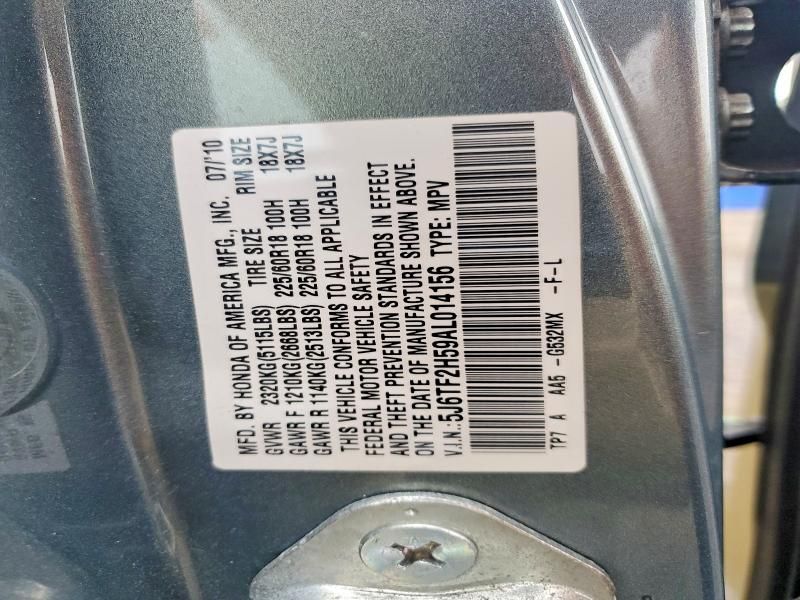 MFD. BY HONDA OF AMERICA MFG., INC. 07/'10
TIRE SIZE RIM SIZE
GVWR 2320KG(5115LBS)
GAWR F 1210KG(2668LBS) 225/60R18 100H 18X7J
GAWR R 1140KG(2513LBS) 225/60R18 100H 18X7J
THIS VEHICLE CONFORMS TO ALL APPLICABLE
FEDERAL MOTOR VEHICLE SAFETY
AND THEFT PREVENTION STANDARDS IN EFFECT
ON THE DATE OF MANUFACTURE SHOWN ABOVE.
V.I.N.:5J6TF2H59AL014156 TYPE: MPV
TP7 A AA5 -G532MX -F-L